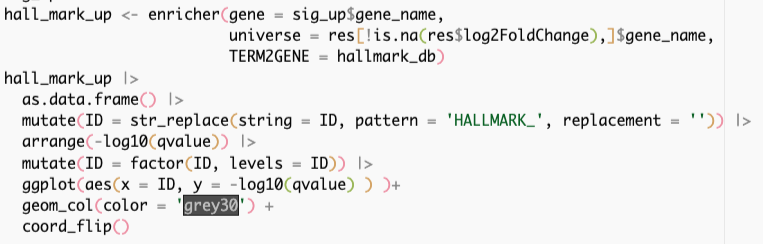 hall_mark_up <- enricher(gene = sig_up$gene_name,
universe = res[!is.na(res$log2FoldChange),]$gene_name,
TERM2GENE = hallmark_db)
hall_mark_up |>
as.data.frame() |>
mutate(ID = str_replace(string = ID, pattern = 'HALLMARK_', replacement = '')) |>
arrange(-log10(qvalue)) |>
mutate(ID = factor(ID, levels = ID)) |>
ggplot(aes(x = ID, y = -log10(qvalue) ) )+
geom_col(color = 'grey30') +
coord_flip()